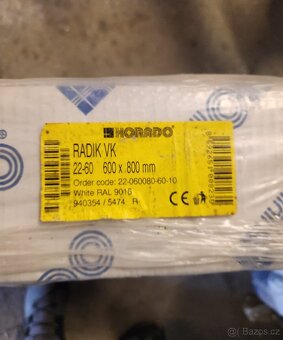 KORADO
RADIK VK
22-60 600 x 800 mm
Order code: 22-060080-60-10
White RAL 9016
940354 / 5474 R
bazos.cz